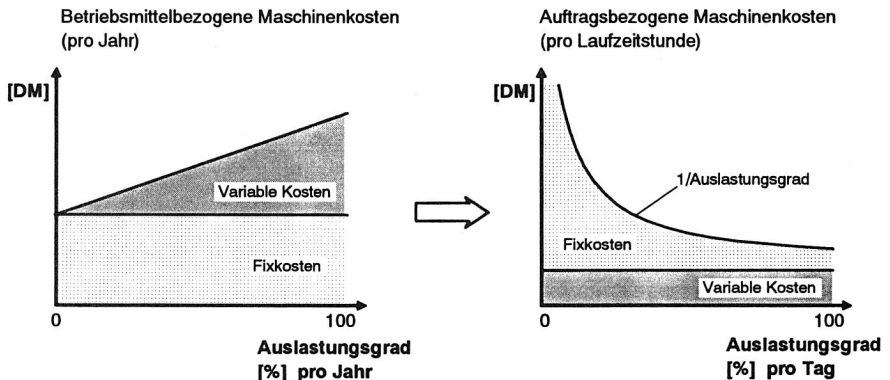 Betriebsmittelbezogene Maschinenkosten
(pro Jahr)
[DM]
Variable Kosten
Fixkosten
0
100
Auslastungsgrad
[%] pro Jahr
Auftragsbezogene Maschinenkosten
(pro Laufzeitstunde)
[DM]
1/Auslastungsgrad
Fixkosten
Variable Kosten
0
100
Auslastungsgrad
[%] pro Tag